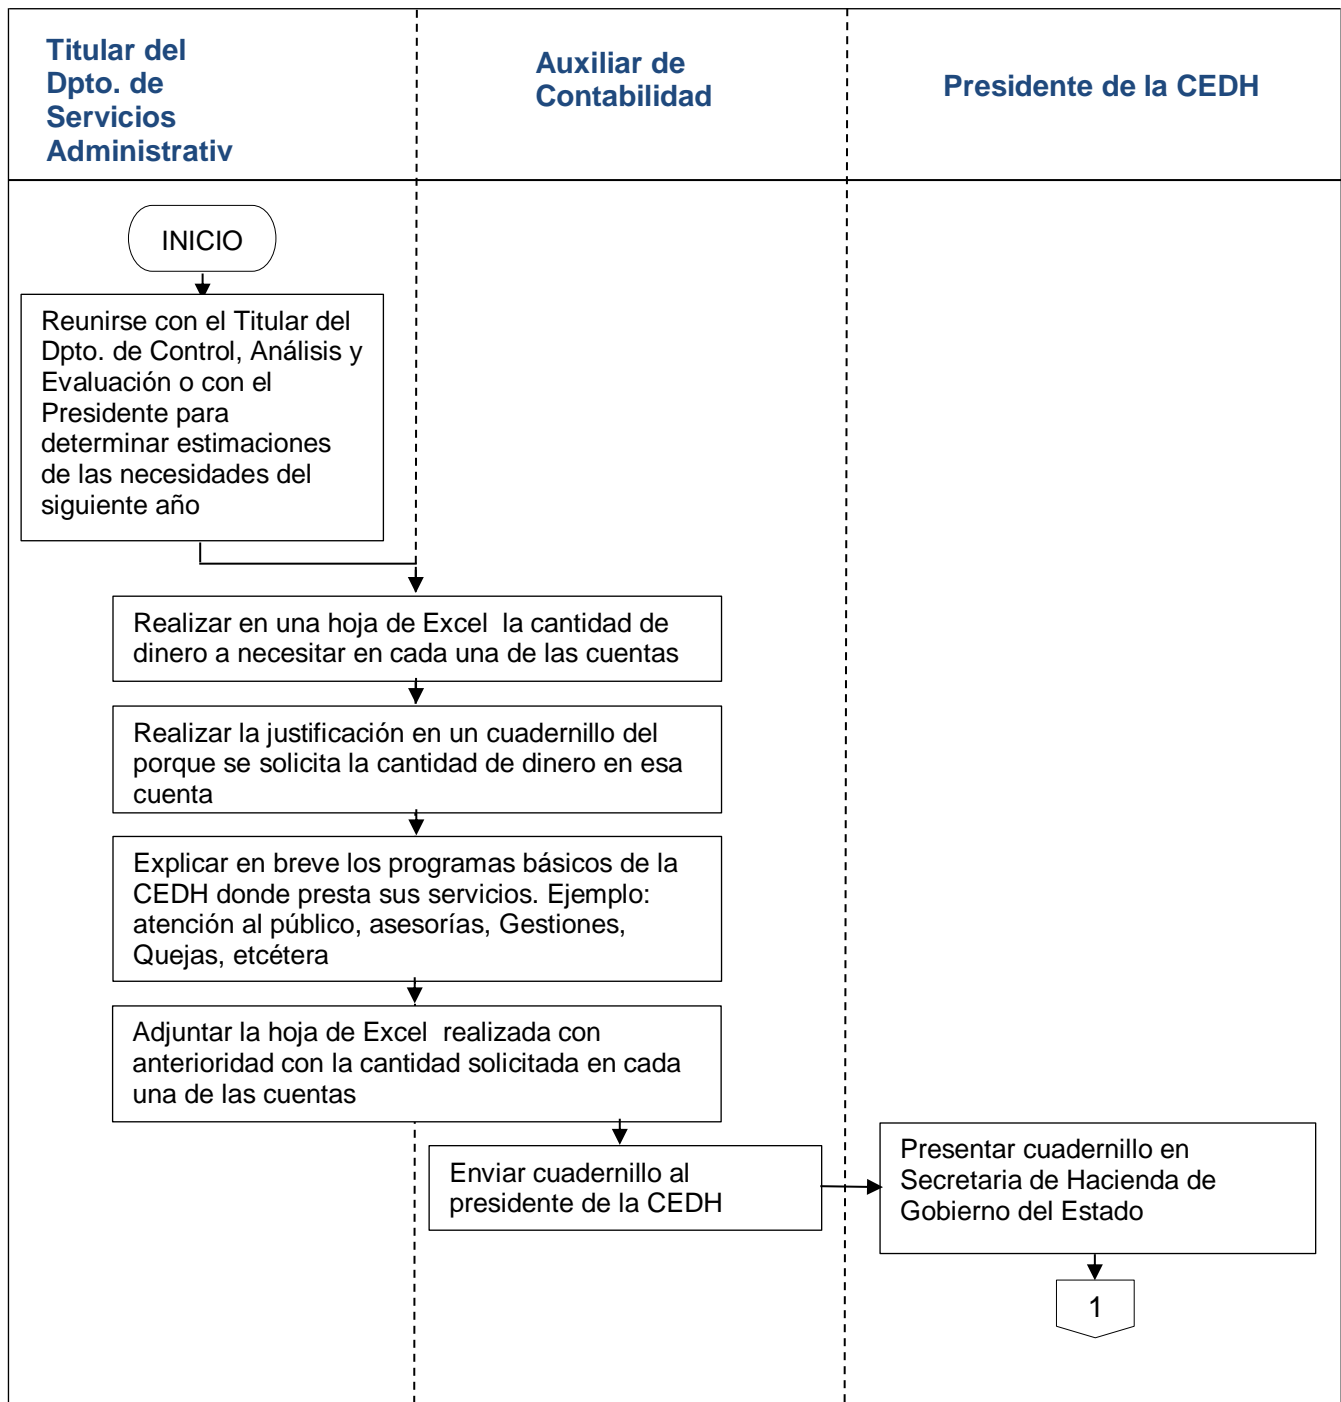 Titular del
Dpto. de
Servicios
Administrativ
Auxiliar de
Contabilidad
Presidente de la CEDH
INICIO
Reunirse con el Titular del
Dpto. de Control, Análisis y
Evaluación o con el
Presidente para
determinar estimaciones
de las necesidades del
siguiente año
Realizar en una hoja de Excel  la cantidad de
dinero a necesitar en cada una de las cuentas
Realizar la justificación en un cuadernillo del
porque se solicita la cantidad de dinero en esa
cuenta
Explicar en breve los programas básicos de la
CEDH donde presta sus servicios. Ejemplo:
atención al público, asesorías, Gestiones,
Quejas, etcétera
Adjuntar la hoja de Excel  realizada con
anterioridad con la cantidad solicitada en cada
una de las cuentas
Enviar cuadernillo al
presidente de la CEDH
Presentar cuadernillo en
Secretaria de Hacienda de
Gobierno del Estado
1